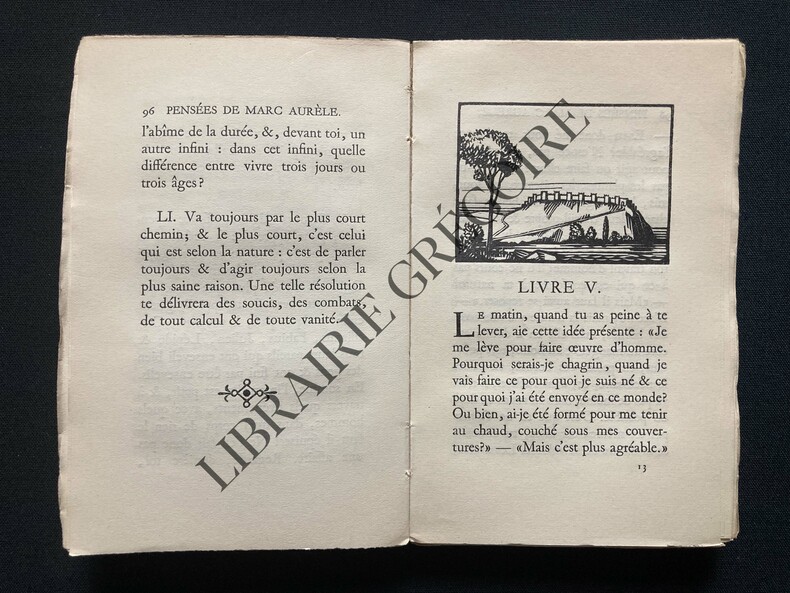 96 PENSÉES DE MARC AURÈLE.
l'abîme de la durée, &, devant toi, un
autre infini : dans cet infini, quelle
différence entre vivre trois jours ou
trois âges?
LI. Va toujours par le plus court
chemin; & le plus court, c'est celui
qui est selon la nature : c'est de parler
toujours & d'agir toujours selon la
plus saine raison. Une telle résolution
te délivrera des soucis, des combats,
de tout calcul & de toute vanité.
LIVRE V.
LE matin, quand tu as peine à te
lever, aie cette idée présente : «Je
me lève pour faire œuvre d'homme.
Pourquoi serais-je chagrin, quand je
vais faire ce pour quoi je suis né & ce
pour quoi j'ai été envoyé en ce monde?
Ou bien, ai-je été formé pour me tenir
au chaud, couché sous mes couver-
tures?» — «Mais c'est plus agréable.»
13
LIBRAIRIE GRÉGOIRE